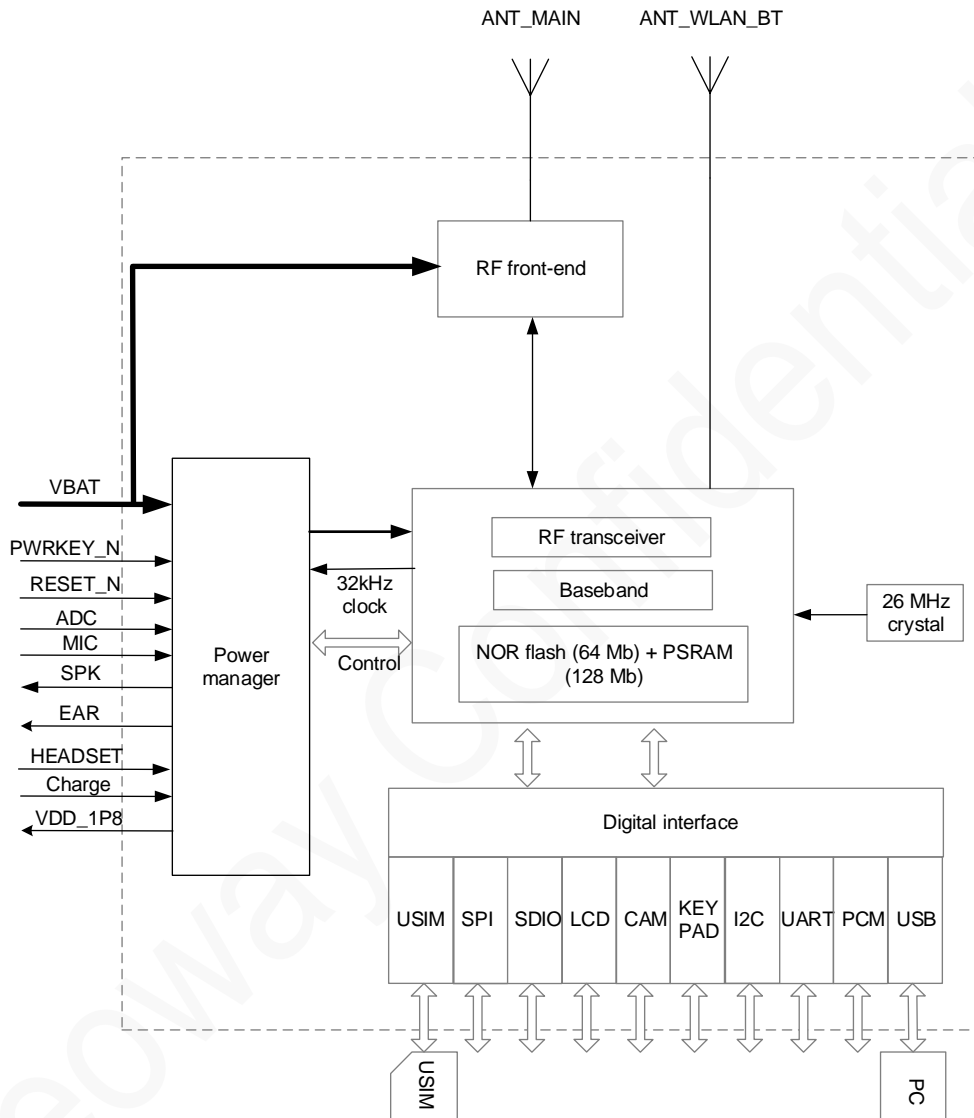 ANT_MAIN
ANT_WLAN_BT
RF front-end
VBAT
PWRKEY_N
RESET_N
ADC
MIC
SPK
EAR
HEADSET
Charge
VDD_1P8
Power
manager
32kHz
clock
Control
RF transceiver
Baseband
NOR flash (64 Mb) + PSRAM
(128 Mb)
26 MHz
crystal
Digital interface
USIM
SPI
SDIO
LCD
CAM
KEY
PAD
I2C
UART
PCM
USB
USIM
PC
eoway Confidential